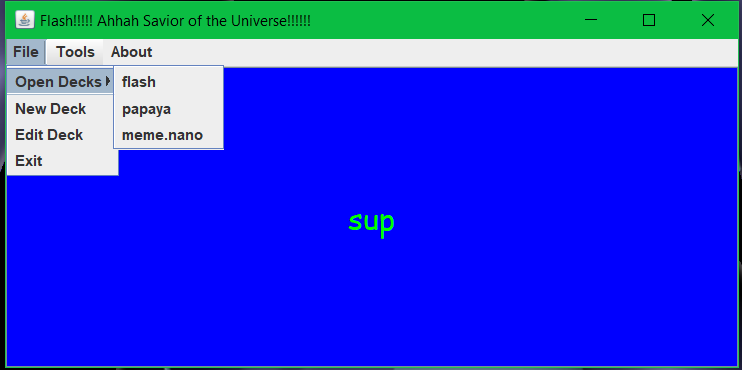 Flash!!!!! Ahhah Savior of the Universe!!!!!!
File Tools About
Open Decks
New Deck
Edit Deck
Exit
flash
papaya
meme.nano
sup